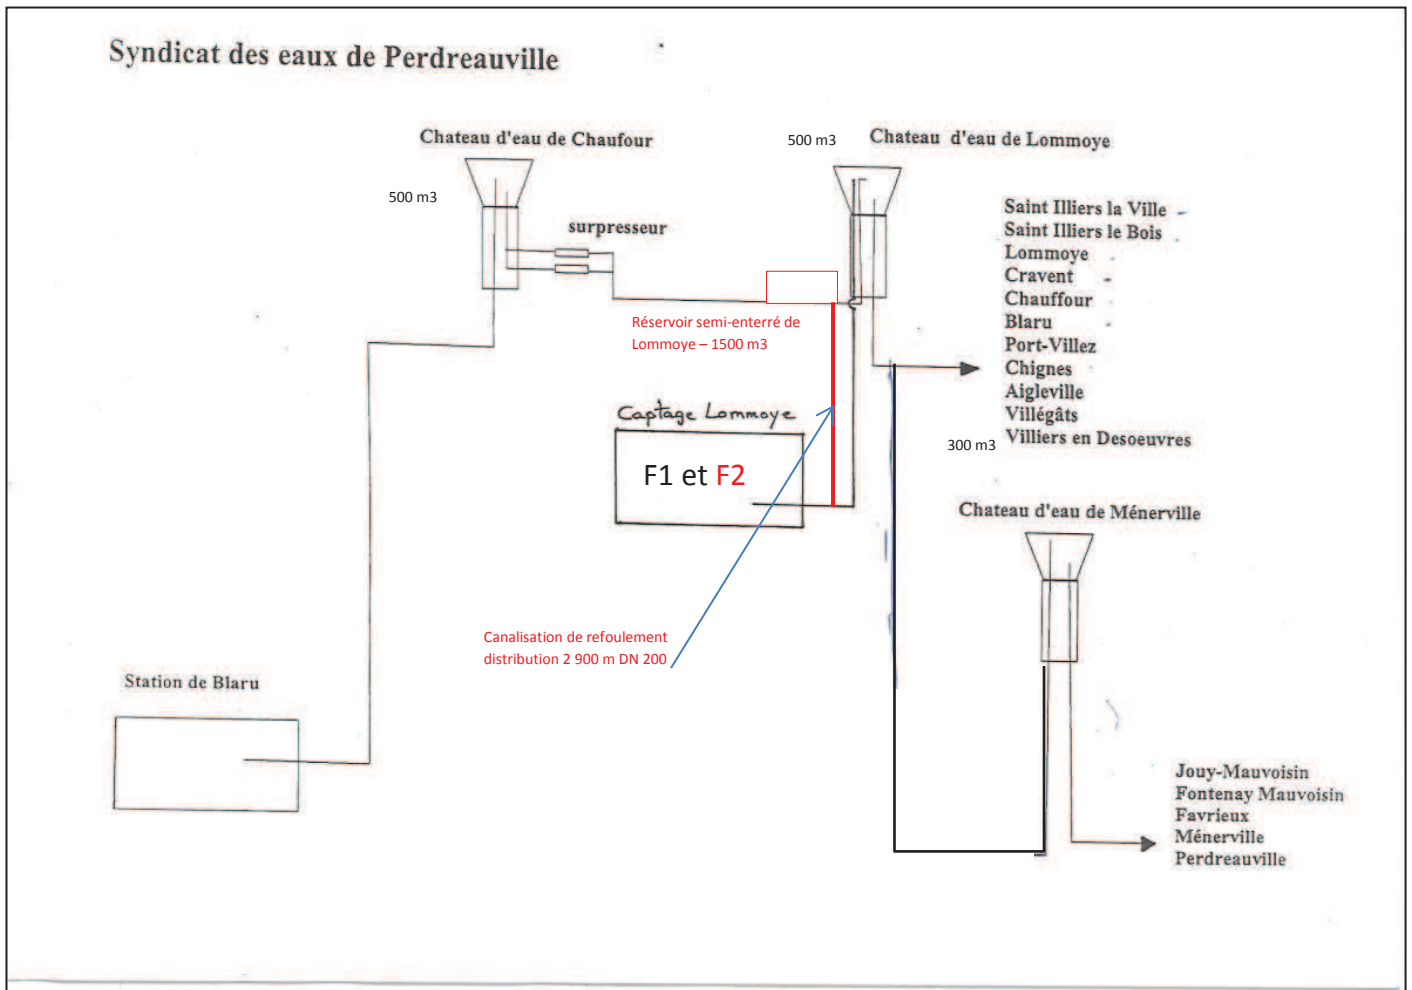 Syndicat des eaux de Perdreauville
Chateau d'eau de Chaufour
500 m3
Chateau d'eau de Lommoye
500 m3
surpresseur
Saint Illiers la Ville
Saint Illiers le Bois
Lommoye
Cravent
Chauffour
Blaru
Port-Villez
Chignes
Aigleville
Villégâts
Villiers en Desoeuvres
Réservoir semi-enterré de
Lommoye – 1500 m3
Captage Lommoye
F1 et F2
300 m3
Chateau d'eau de Ménerville
Canalisation de refoulement
distribution 2 900 m DN 200
Station de Blaru
Jouy-Mauvoisin
Fontenay Mauvoisin
Favrieux
Ménerville
Perdreauville